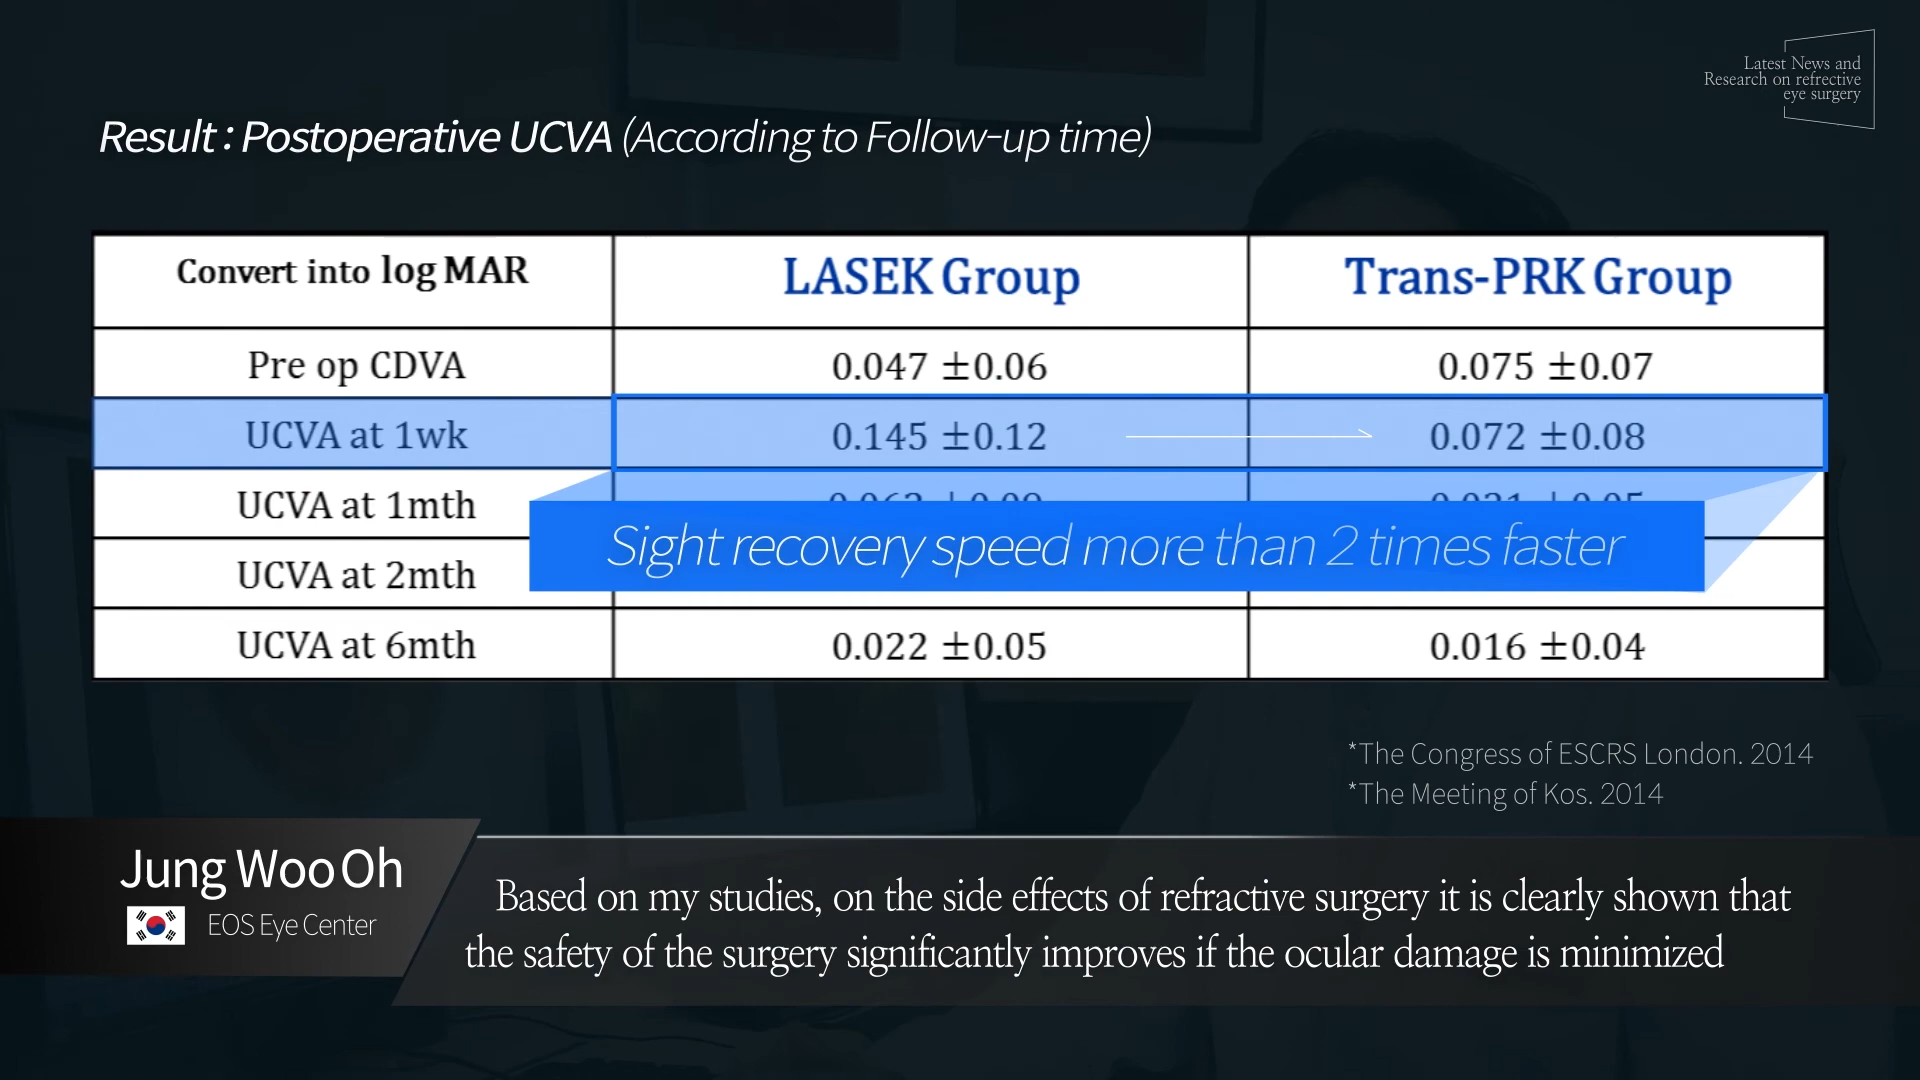 Latest News and
Research on refrective
eye surgery
Result : Postoperative UCVA (According to Follow-up time)
Convert into log MAR LASEK Group Trans-PRK Group
Pre op CDVA 0.047 ±0.06 0.075 ±0.07
UCVA at 1wk 0.145 ±0.12 0.072 ±0.08
UCVA at 1mth
Sight recovery speed more than 2 times faster
UCVA at 2mth
UCVA at 6mth 0.022 ±0.05 0.016 ±0.04
*The Congress of ESCRS London. 2014
*The Meeting of Kos. 2014
Jung Woo Oh
EOS Eye Center
Based on my studies, on the side effects of refractive surgery it is clearly shown that
the safety of the surgery significantly improves if the ocular damage is minimized